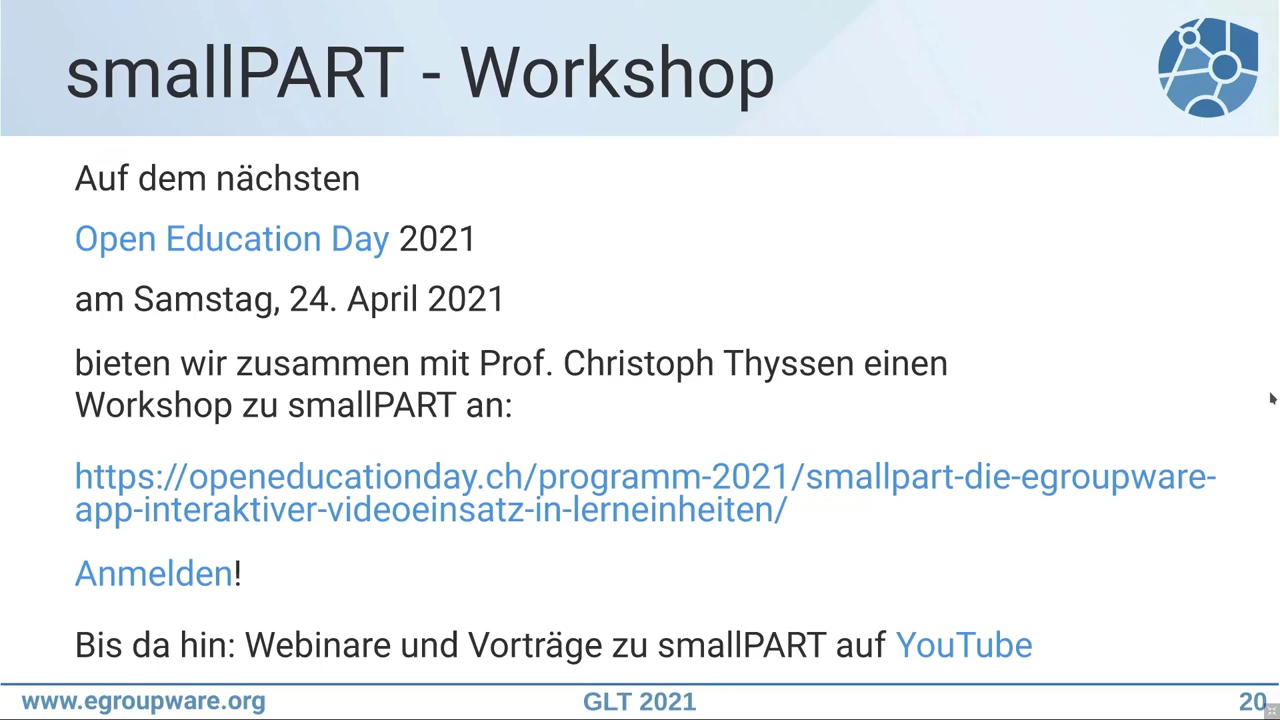 smallPART - Workshop
Auf dem nächsten
Open Education Day 2021
am Samstag, 24. April 2021
bieten wir zusammen mit Prof. Christoph Thyssen einen
Workshop zu smallPART an:
https://openeducationday.ch/programm-2021/smallpart-die-egroupware-
app-interaktiver-videoeinsatz-in-lerneinheiten/
Anmelden!
Bis da hin: Webinare und Vorträge zu smallPART auf YouTube
www.egroupware.org GLT 2021 20